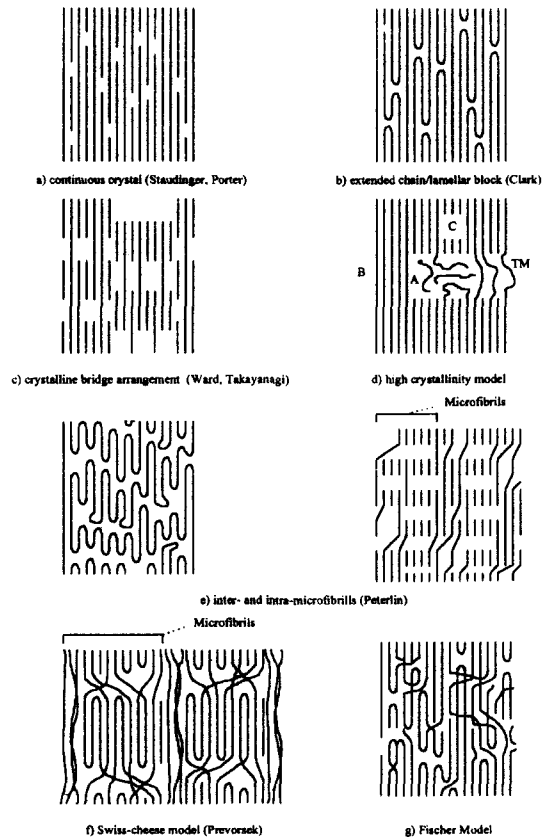 a) continuous crystal (Staudinger, Porter)
b) extended chain/lamellar block (Clark)
C
B
A
TM
c) crystalline bridge arrangement (Ward, Takayanagi)
d) high crystallinity model
Microfibrils
e) inter- and intra-microfibrills (Peterlin)
Microfibrils
f) Swiss-cheese model (Prevorsek)
g) Fischer Model